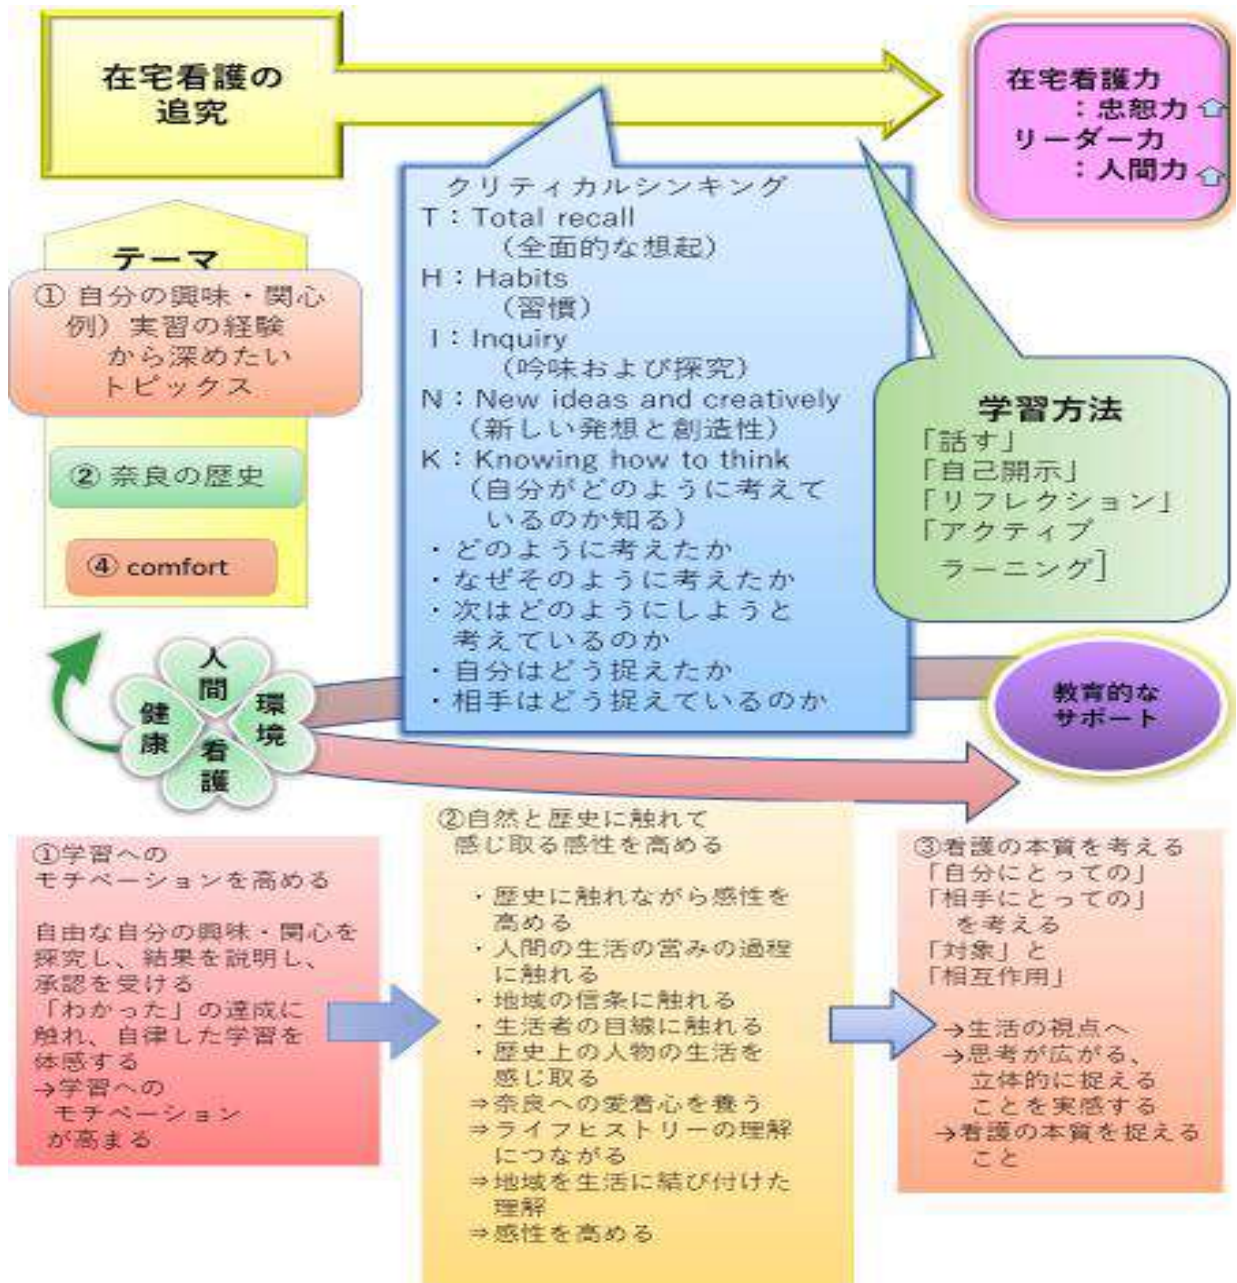 在宅看護の
追究
在宅看護力
：忠恕力
リーダー力
：人間力
テーマ
① 自分の興味・関心
例）実習の経験
から深めたい
トピックス
② 奈良の歴史
④ comfort
クリティカルシンキング
T：Total recall
（全面的な想起）
H：Habits
（習慣）
I：Inquiry
（吟味および探究）
N：New ideas and creatively
（新しい発想と創造性）
K：Knowing how to think
（自分がどのように考えて
いるのか知る）
・どのように考えたか
・なぜそのように考えたか
・次はどのようにしようと
考えているのか
・自分はどう捉えたか
・相手はどう捉えているのか
学習方法
「話す」
「自己開示」
「リフレクション」
「アクティブ
ラーニング］
人間
健康
環境
看護
教育的な
サポート
①学習への
モチベーションを高める
自由な自分の興味・関心を
探究し、結果を説明し、
承認を受ける
「わかった」の達成に
触れ、自律した学習を
体感する
→学習への
モチベーション
が高まる
②自然と歴史に触れて
感じ取る感性を高める
・歴史に触れながら感性を
高める
・人間の生活の営みの過程
に触れる
・地域の信条に触れる
・生活者の目線に触れる
・歴史上の人物の生活を
感じ取る
⇒奈良への愛着心を養う
⇒ライフヒストリーの理解
につながる
⇒地域を生活に結び付けた
理解
⇒感性を高める
③看護の本質を考える
「自分にとっての」
「相手にとっての」
を考える
「対象」と
「相互作用」
→生活の視点へ
→思考が広がる、
立体的に捉える
ことを実感する
→看護の本質を捉える
こと